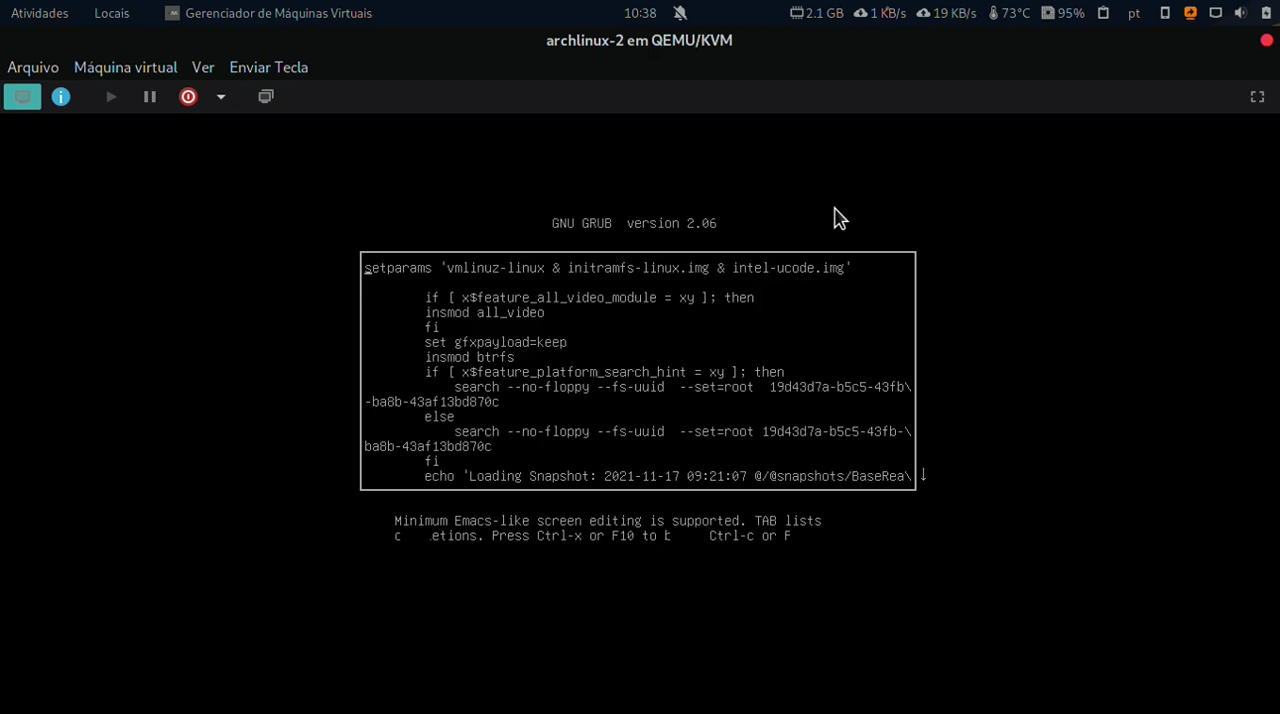 Atividades Locais Gerenciador de Máquinas Virtuais 10:38 2.1 GB 1 KB/s 19 KB/s 73°C 95% pt
archlinux-2 em QEMU/KVM
Arquivo Máquina virtual Ver Enviar Tecla
GNU GRUB version 2.06
setparams 'vmlinuz-linux & initramfs-linux.img & intel-ucode.img'
if [ x$feature_all_video_module = xy ]; then
insmod all_video
fi
set gfxpayload=keep
insmod btrfs
if [ x$feature_platform_search_hint = xy ]; then
search --no-floppy --fs-uuid --set=root 19d43d7a-b5c5-43fb\
-ba8b-43af13bd870c
else
search --no-floppy --fs-uuid --set=root 19d43d7a-b5c5-43fb-\
ba8b-43af13bd870c
fi
echo 'Loading Snapshot: 2021-11-17 09:21:07 @/@snapshots/BaseRea\
Minimum Emacs-like screen editing is supported. TAB lists
c .etions. Press Ctrl-x or F10 to b Ctrl-c or F